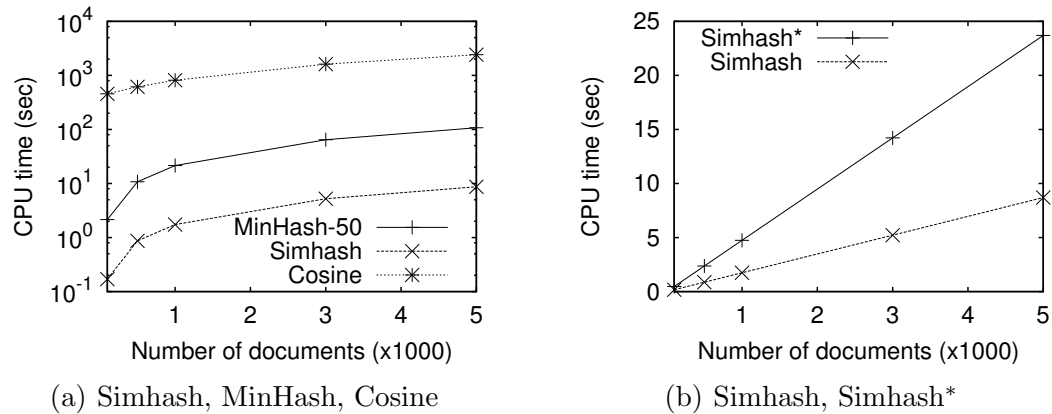 CPU time (sec)
10^4
10^3
10^2
10^1
10^0
10^-1
MinHash-50
Simhash
Cosine
1 2 3 4 5
Number of documents (x1000)
(a) Simhash, MinHash, Cosine
CPU time (sec)
25
20
15
10
5
0
Simhash*
Simhash
1 2 3 4 5
Number of documents (x1000)
(b) Simhash, Simhash*